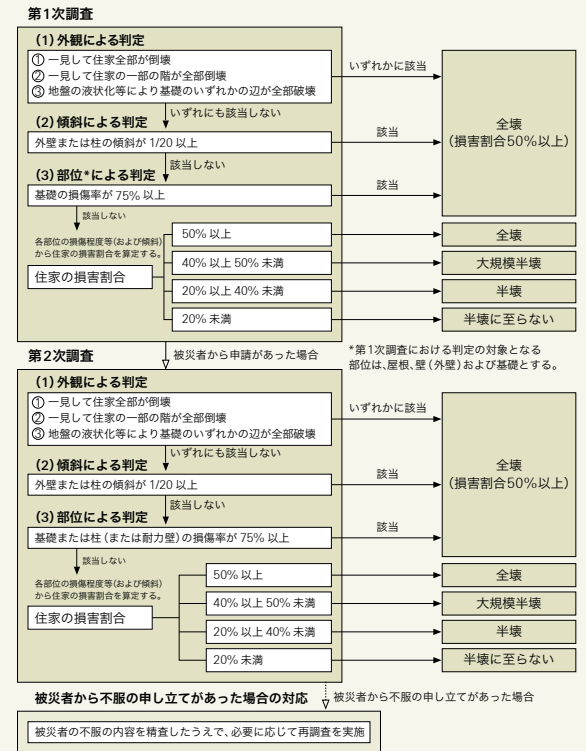 第1次調査
(1)外観による判定
① 一見して住家全部が倒壊
② 一見して住家の一部の階が全部倒壊
③ 地盤の液状化等により基礎のいずれかの辺が全部破壊
いずれかに該当
全壊
(損害割合50%以上)
いずれにも該当しない
(2)傾斜による判定
外壁または柱の傾斜が 1/20 以上
該当
該当しない
(3)部位*による判定
基礎の損傷率が 75% 以上
該当
該当しない
各部位の損傷程度等(および傾斜)
から住家の損害割合を算定する。
住家の損害割合
50% 以上
全壊
40% 以上 50% 未満
大規模半壊
20% 以上 40% 未満
半壊
20% 未満
半壊に至らない
*第1次調査における判定の対象となる
部位は、屋根、壁(外壁)および基礎とする。
被災者から申請があった場合
第2次調査
(1)外観による判定
① 一見して住家全部が倒壊
② 一見して住家の一部の階が全部倒壊
③ 地盤の液状化等により基礎のいずれかの辺が全部破壊
いずれかに該当
全壊
(損害割合50%以上)
いずれにも該当しない
(2)傾斜による判定
外壁または柱の傾斜が 1/20 以上
該当
該当しない
(3)部位による判定
基礎または柱(または耐力壁)の損傷率が 75% 以上
該当
該当しない
各部位の損傷程度等(および傾斜)
から住家の損害割合を算定する。
住家の損害割合
50% 以上
全壊
40% 以上 50% 未満
大規模半壊
20% 以上 40% 未満
半壊
20% 未満
半壊に至らない
被災者から不服の申し立てがあった場合の対応
被災者から不服の申し立てがあった場合
被災者の不服の内容を精査したうえで、必要に応じて再調査を実施